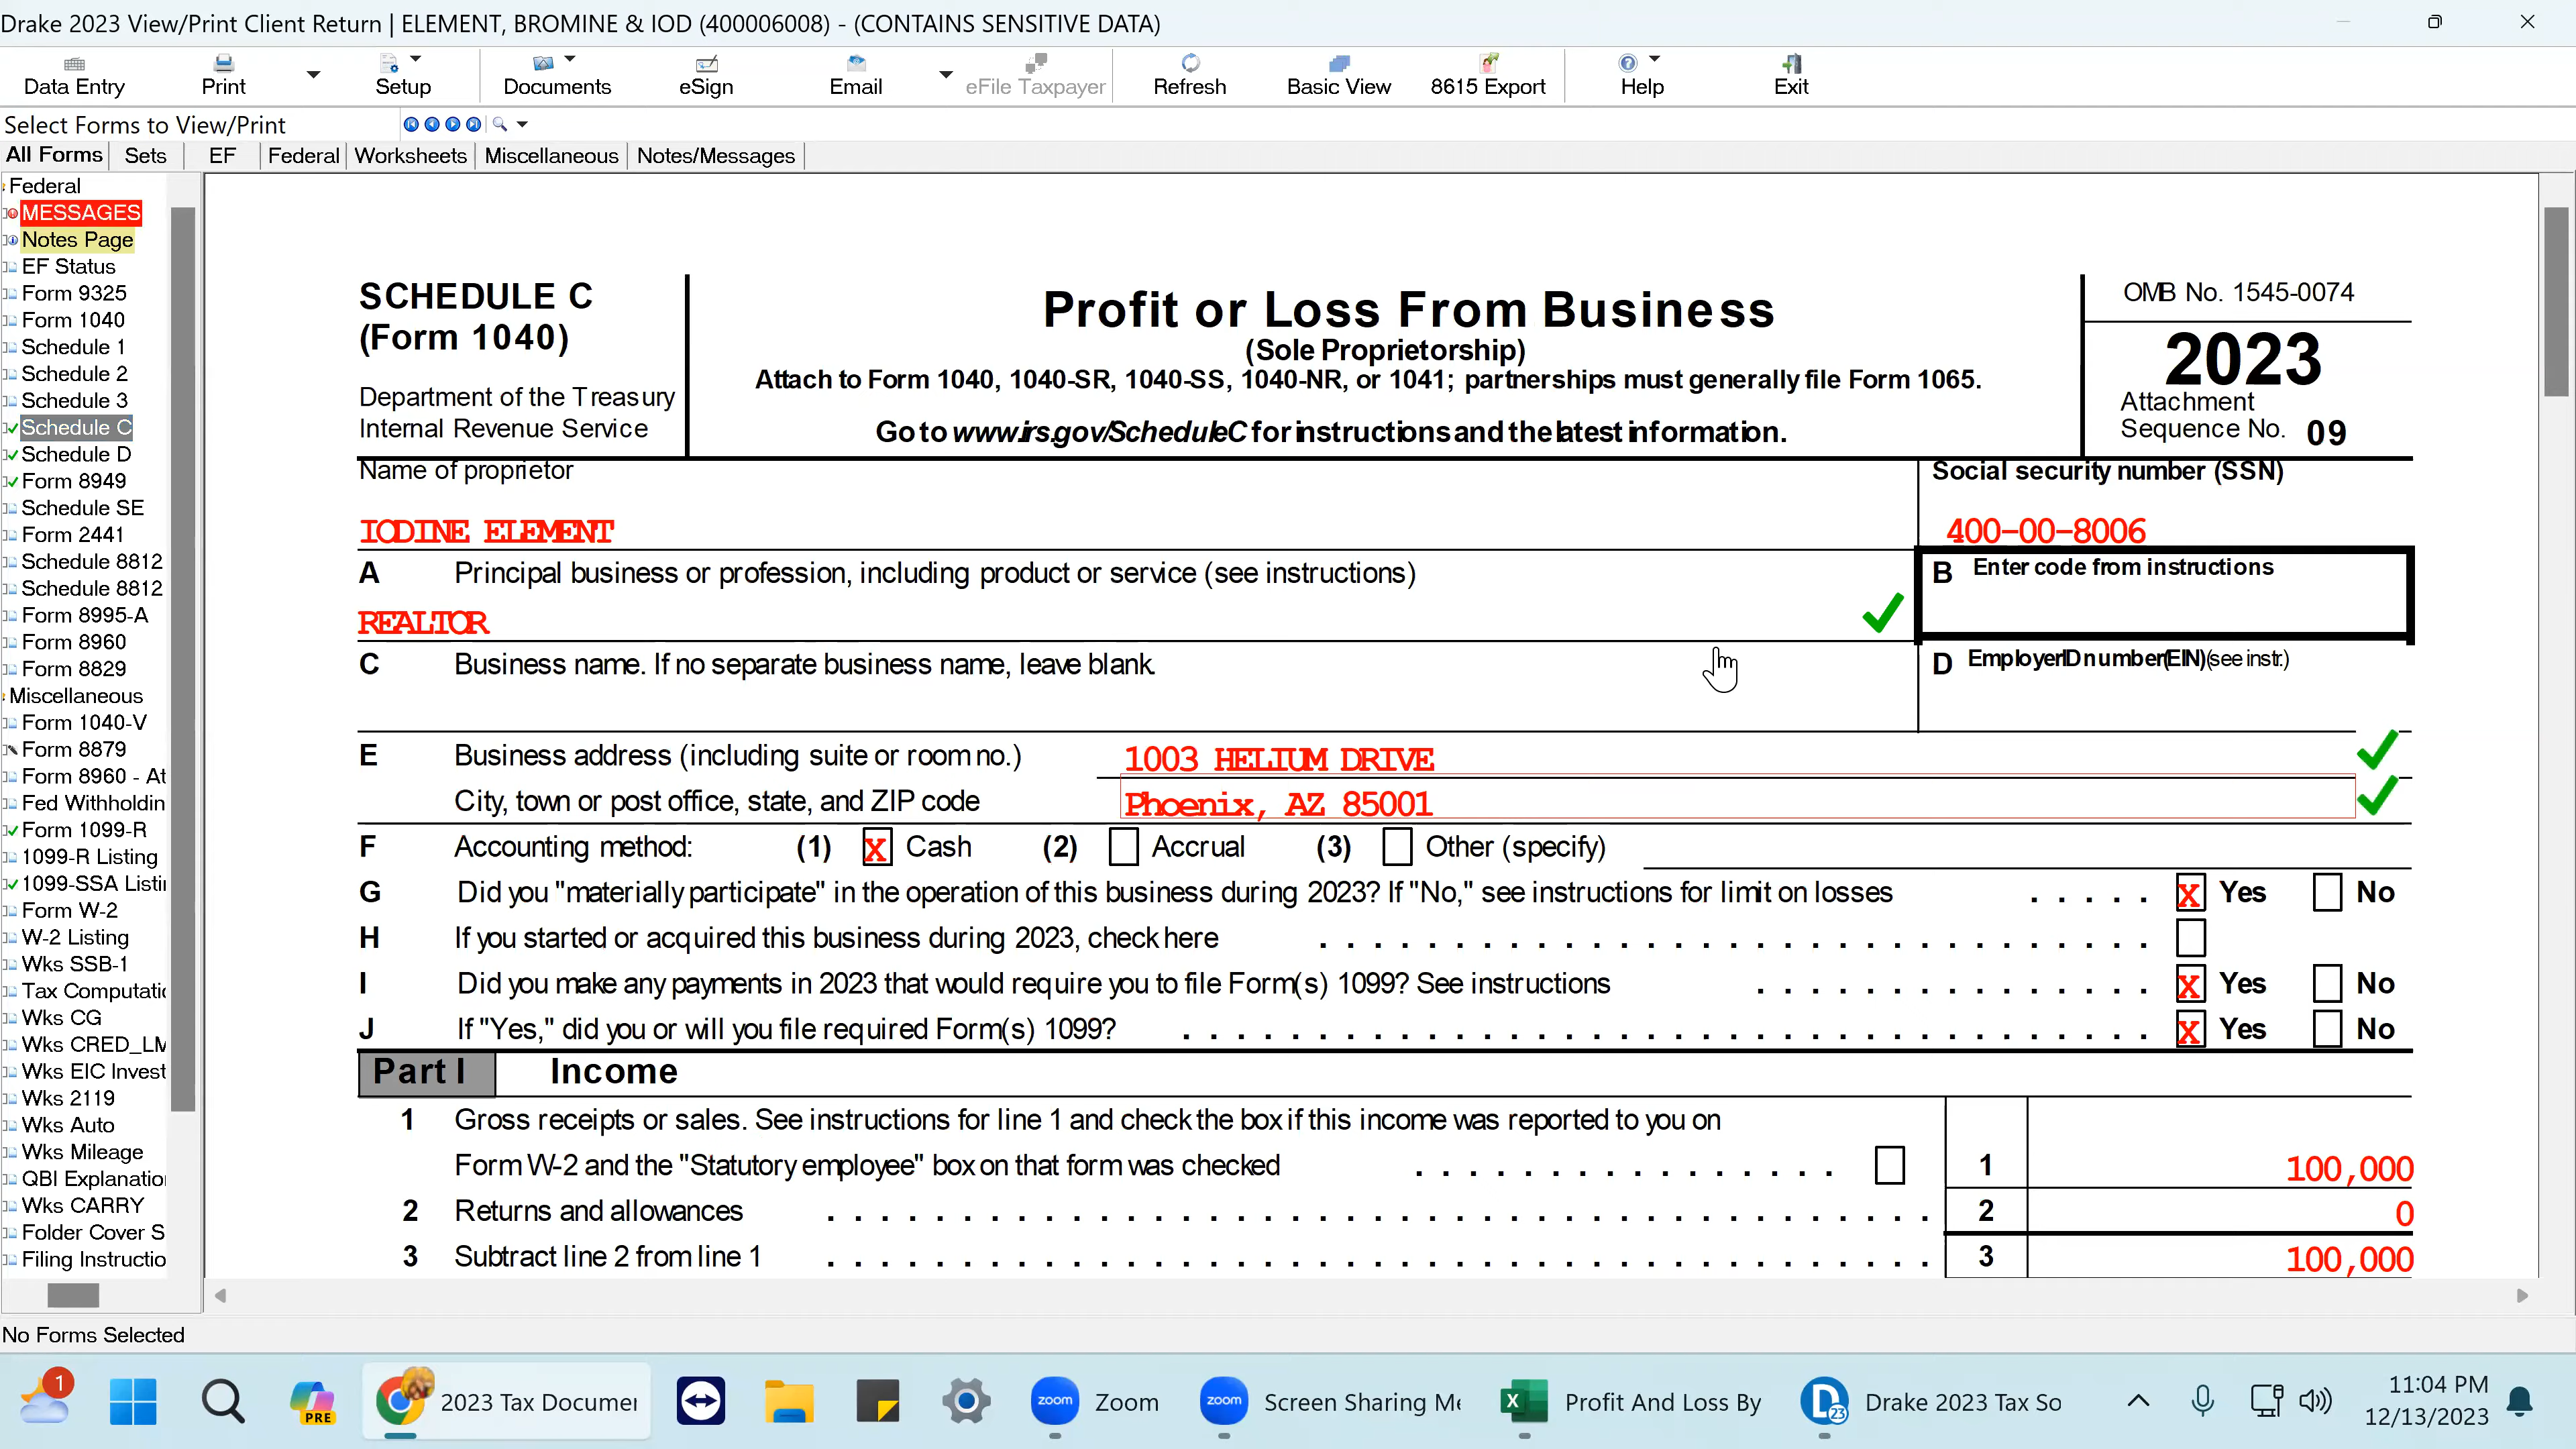 Drake 2023 View/Print Client Return | ELEMENT, BROMINE & IOD (400006008) - (CONTAINS SENSITIVE DATA)
Data Entry Print Setup Documents eSign Email eFile Taxpayer Refresh Basic View 8615 Export Help Exit
Select Forms to View/Print
All Forms Sets EF Federal Worksheets Miscellaneous Notes/Messages
Federal
MESSAGES
Notes Page
EF Status
Form 9325
Form 1040
Schedule 1
Schedule 2
Schedule 3
Schedule C
Schedule D
Form 8949
Schedule SE
Form 2441
Schedule 8812
Schedule 8812
Form 8995-A
Form 8960
Form 8829
Miscellaneous
Form 1040-V
Form 8879
Form 8960 - At
Fed Withholdin
Form 1099-R
1099-R Listing
1099-SSA Listi
Form W-2
W-2 Listing
Wks SSB-1
Tax Computati
Wks CG
Wks CRED_LM
Wks EIC Invest
Wks 2119
Wks Auto
Wks Mileage
QBI Explanatio
Wks CARRY
Folder Cover S
Filing Instructio
SCHEDULE C
(Form 1040)
Department of the Treasury
Internal Revenue Service
Profit or Loss From Business
(Sole Proprietorship)
Attach to Form 1040, 1040-SR, 1040-SS, 1040-NR, or 1041; partnerships must generally file Form 1065.
Go to www.irs.gov/ScheduleC for instructions and the latest information.
OMB No. 1545-0074
2023
Attachment
Sequence No. 09
Name of proprietor
IODINE ELEMENT
Social security number (SSN)
400-00-8006
A Principal business or profession, including product or service (see instructions)
REALTOR
B Enter code from instructions
C Business name. If no separate business name, leave blank.
D Employer ID number (EIN) (see instr.)
E Business address (including suite or room no.) 1003 HELIUM DRIVE
City, town or post office, state, and ZIP code Phoenix, AZ 85001
F Accounting method: (1) X Cash (2) Accrual (3) Other (specify)
G Did you "materially participate" in the operation of this business during 2023? If "No," see instructions for limit on losses . . . . . X Yes No
H If you started or acquired this business during 2023, check here
I Did you make any payments in 2023 that would require you to file Form(s) 1099? See instructions X Yes No
J If "Yes," did you or will you file required Form(s) 1099? X Yes No
Part I Income
1 Gross receipts or sales. See instructions for line 1 and check the box if this income was reported to you on
Form W-2 and the "Statutory employee" box on that form was checked 1 100,000
2 Returns and allowances 2 0
3 Subtract line 2 from line 1 3 100,000
No Forms Selected
1 PRE 2023 Tax Documen zoom Zoom zoom Screen Sharing Me Profit And Loss By D 23 Drake 2023 Tax So
11:04 PM
12/13/2023